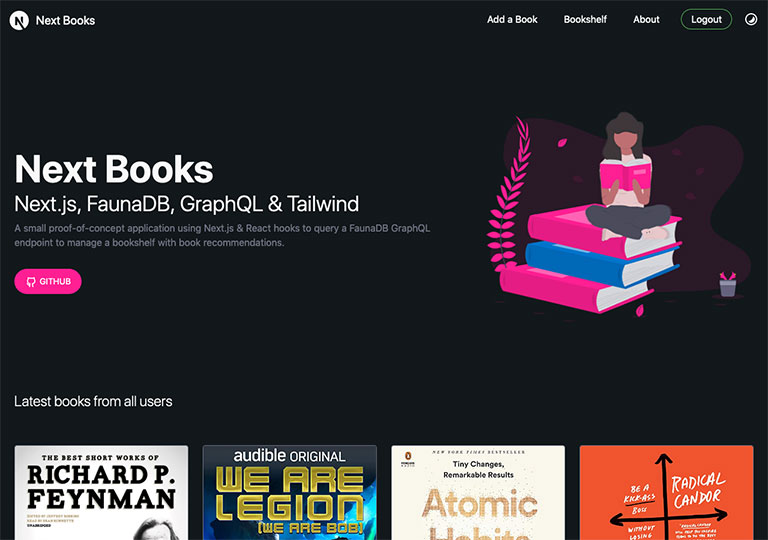 N Next Books
Add a Book Bookshelf About Logout
Next Books
Next.js, FaunaDB, GraphQL & Tailwind
A small proof-of-concept application using Next.js & React hooks to query a FaunaDB GraphQL
endpoint to manage a bookshelf with book recommendations.
GITHUB
Latest books from all users
THE BEST SHORT WORKS OF
RICHARD P.
FEYNMAN
UNABRIDGED
audible ORIGINAL
WE ARE
LEGION
(WE ARE BOB)
NEW YORK TIMES BESTSELLER
Tiny Changes,
Remarkable Results
Atomic
Habits
BE A
KICK-ASS
BOSS
WITHOUT
LOSING
RADICAL
CANDOR